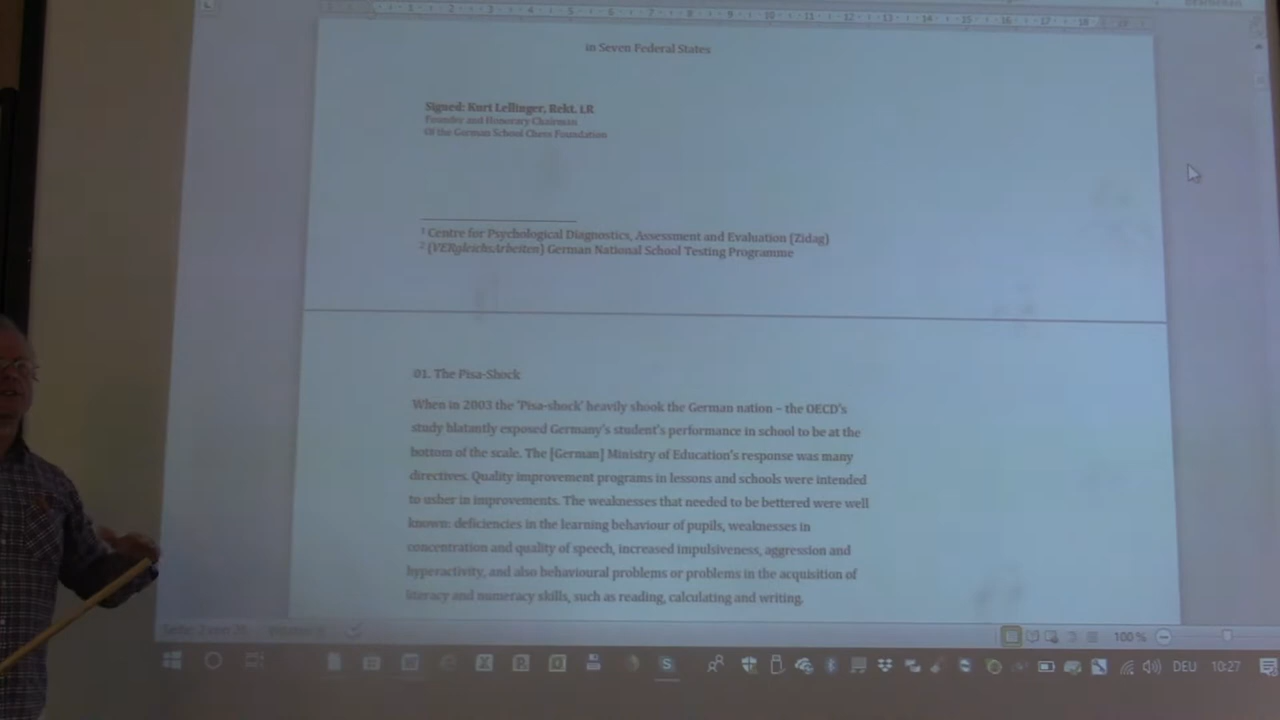 in Seven Federal States
Signed: Kurt Lellinger, Rekt. LR
Founder and Honorary Chairman
Of the German School Chess Foundation
¹ Centre for Psychological Diagnostics, Assessment and Evaluation (Zidag)
² (VERgleichsArbeiten) German National School Testing Programme
01. The Pisa-Shock
When in 2003 the 'Pisa-shock' heavily shook the German nation – the OECD's
study blatantly exposed Germany's student's performance in school to be at the
bottom of the scale. The [German] Ministry of Education's response was many
directives. Quality improvement programs in lessons and schools were intended
to usher in improvements. The weaknesses that needed to be bettered were well
known: deficiencies in the learning behaviour of pupils, weaknesses in
concentration and quality of speech, increased impulsiveness, aggression and
hyperactivity, and also behavioural problems or problems in the acquisition of
literacy and numeracy skills, such as reading, calculating and writing.
100 %
DEU 10:27